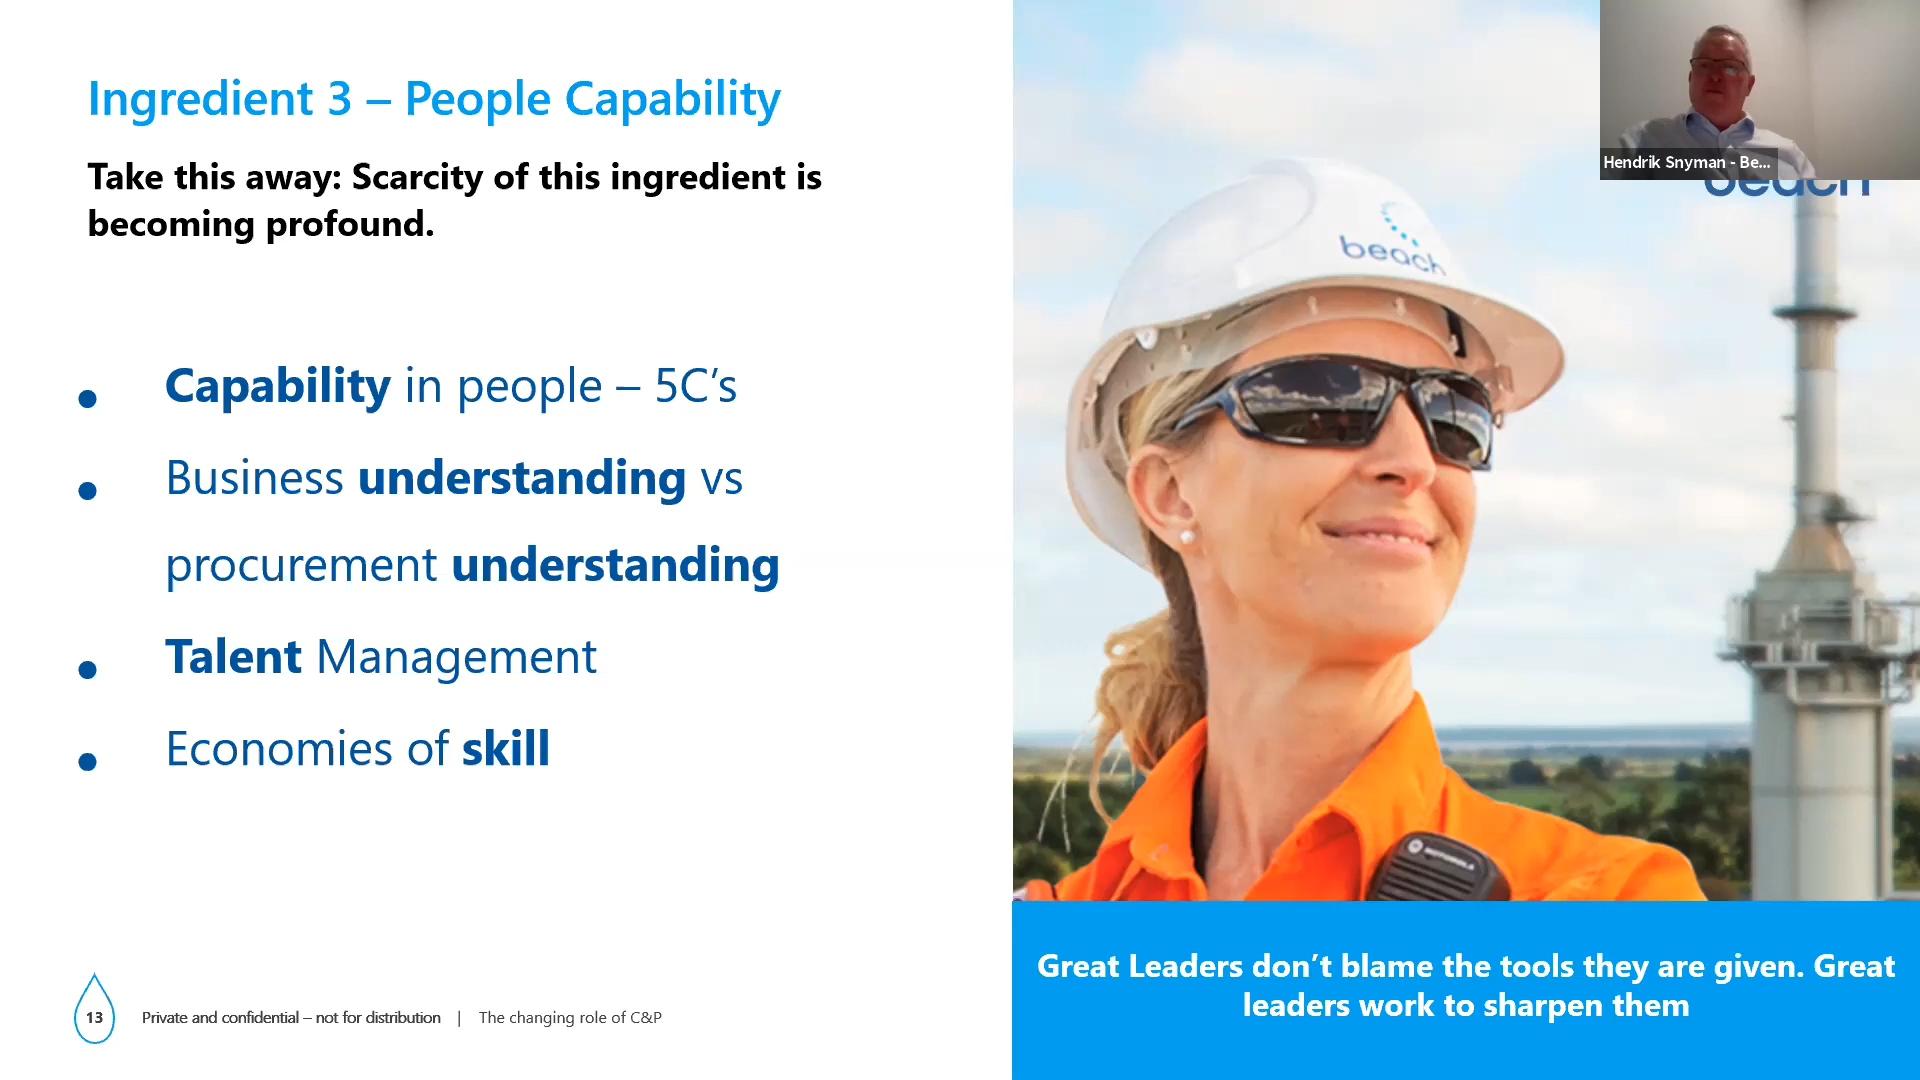 Ingredient 3 – People Capability
Take this away: Scarcity of this ingredient is
becoming profound.
• Capability in people – 5C’s
• Business understanding vs
procurement understanding
• Talent Management
• Economies of skill
13
Private and confidential – not for distribution | The changing role of C&P
Hendrik Snyman - Be...
beach
beach
MOTOROLA
Great Leaders don’t blame the tools they are given. Great
leaders work to sharpen them